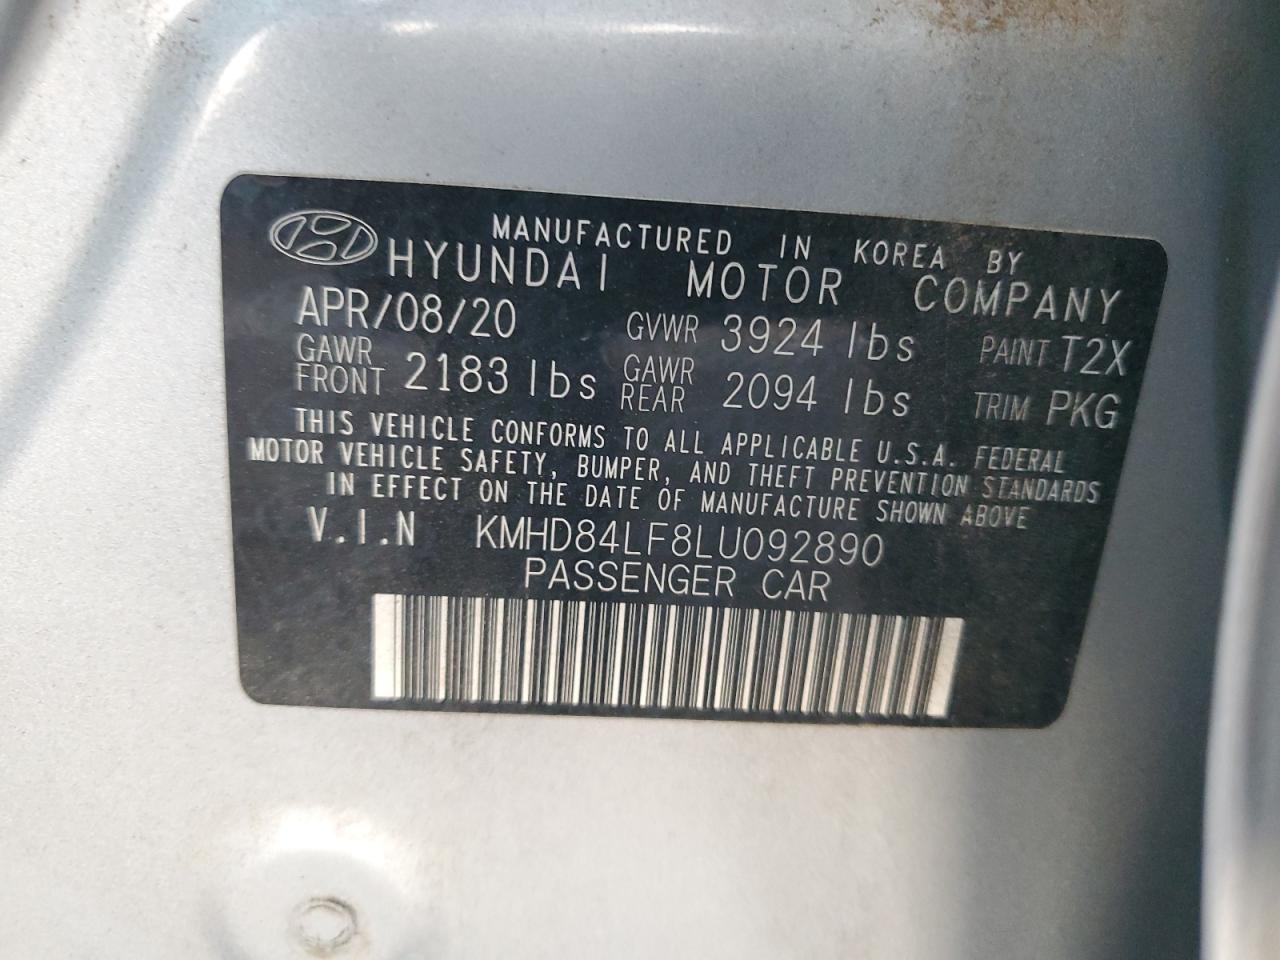 MANUFACTURED IN KOREA BY
HYUNDAI MOTOR COMPANY
APR/08/20 GVWR 3924 lbs PAINT T2X
GAWR FRONT 2183 lbs GAWR REAR 2094 lbs TRIM PKG
THIS VEHICLE CONFORMS TO ALL APPLICABLE U.S.A. FEDERAL
MOTOR VEHICLE SAFETY, BUMPER, AND THEFT PREVENTION STANDARDS
IN EFFECT ON THE DATE OF MANUFACTURE SHOWN ABOVE
V.I.N KMHD84LF8LU092890
PASSENGER CAR